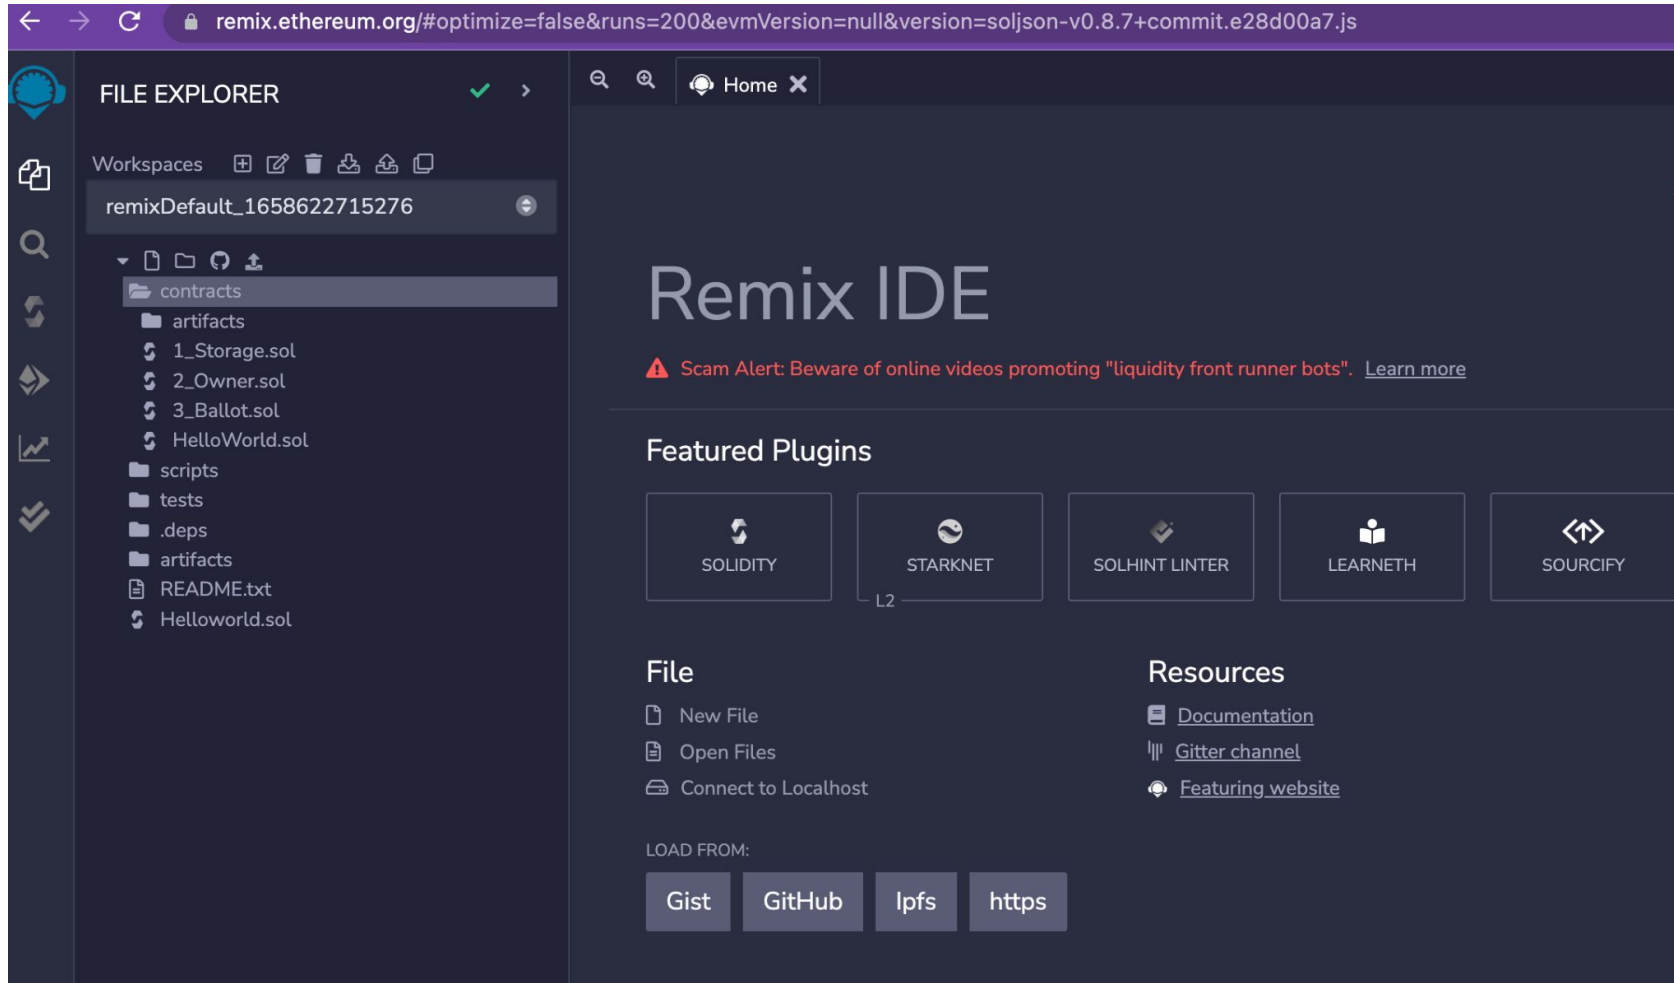 remix.ethereum.org/#optimize=false&runs=200&evmVersion=null&version=soljson-v0.8.7+commit.e28d00a7.js
FILE EXPLORER
Home
Workspaces
remixDefault_1658622715276
contracts
artifacts
1_Storage.sol
2_Owner.sol
3_Ballot.sol
HelloWorld.sol
scripts
tests
.deps
artifacts
README.txt
Helloworld.sol
Remix IDE
Scam Alert: Beware of online videos promoting "liquidity front runner bots". Learn more
Featured Plugins
SOLIDITY
STARKNET
L2
SOLHINT LINTER
LEARNETH
SOURCIFY
File
New File
Open Files
Connect to Localhost
Resources
Documentation
Gitter channel
Featuring website
LOAD FROM:
Gist GitHub Ipfs https